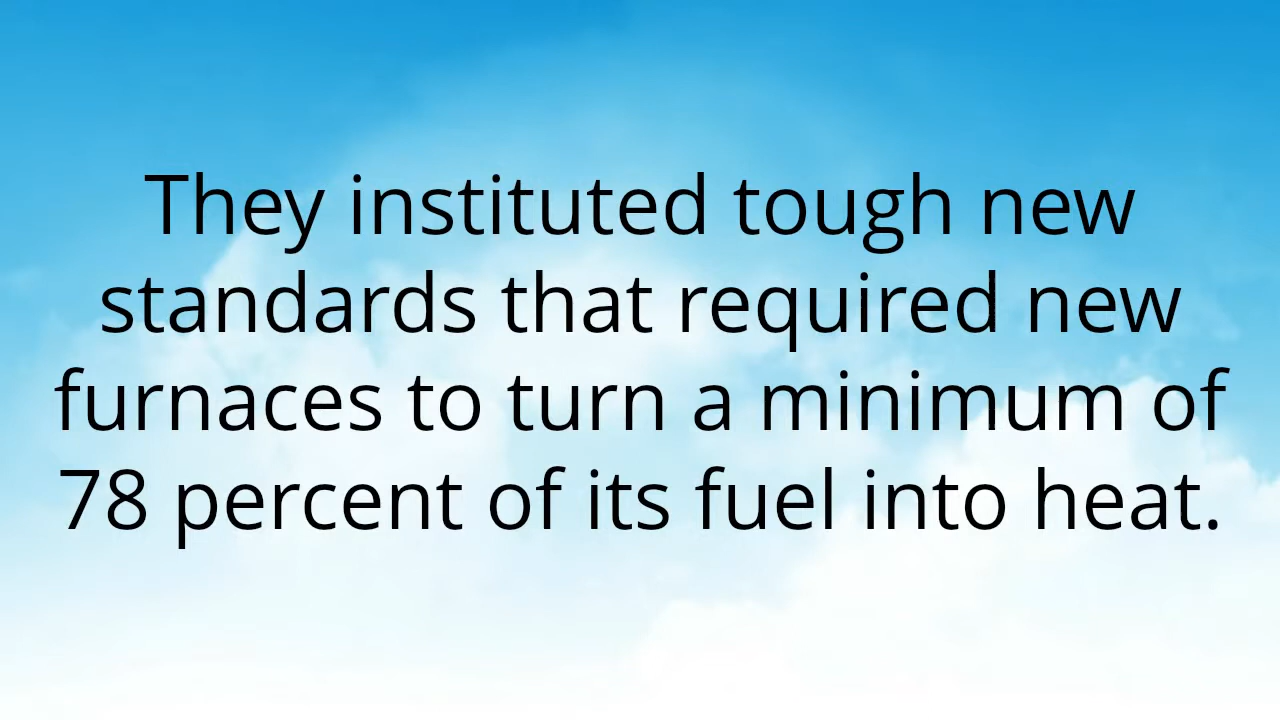 They instituted tough new
standards that required new
furnaces to turn a minimum of
78 percent of its fuel into heat.